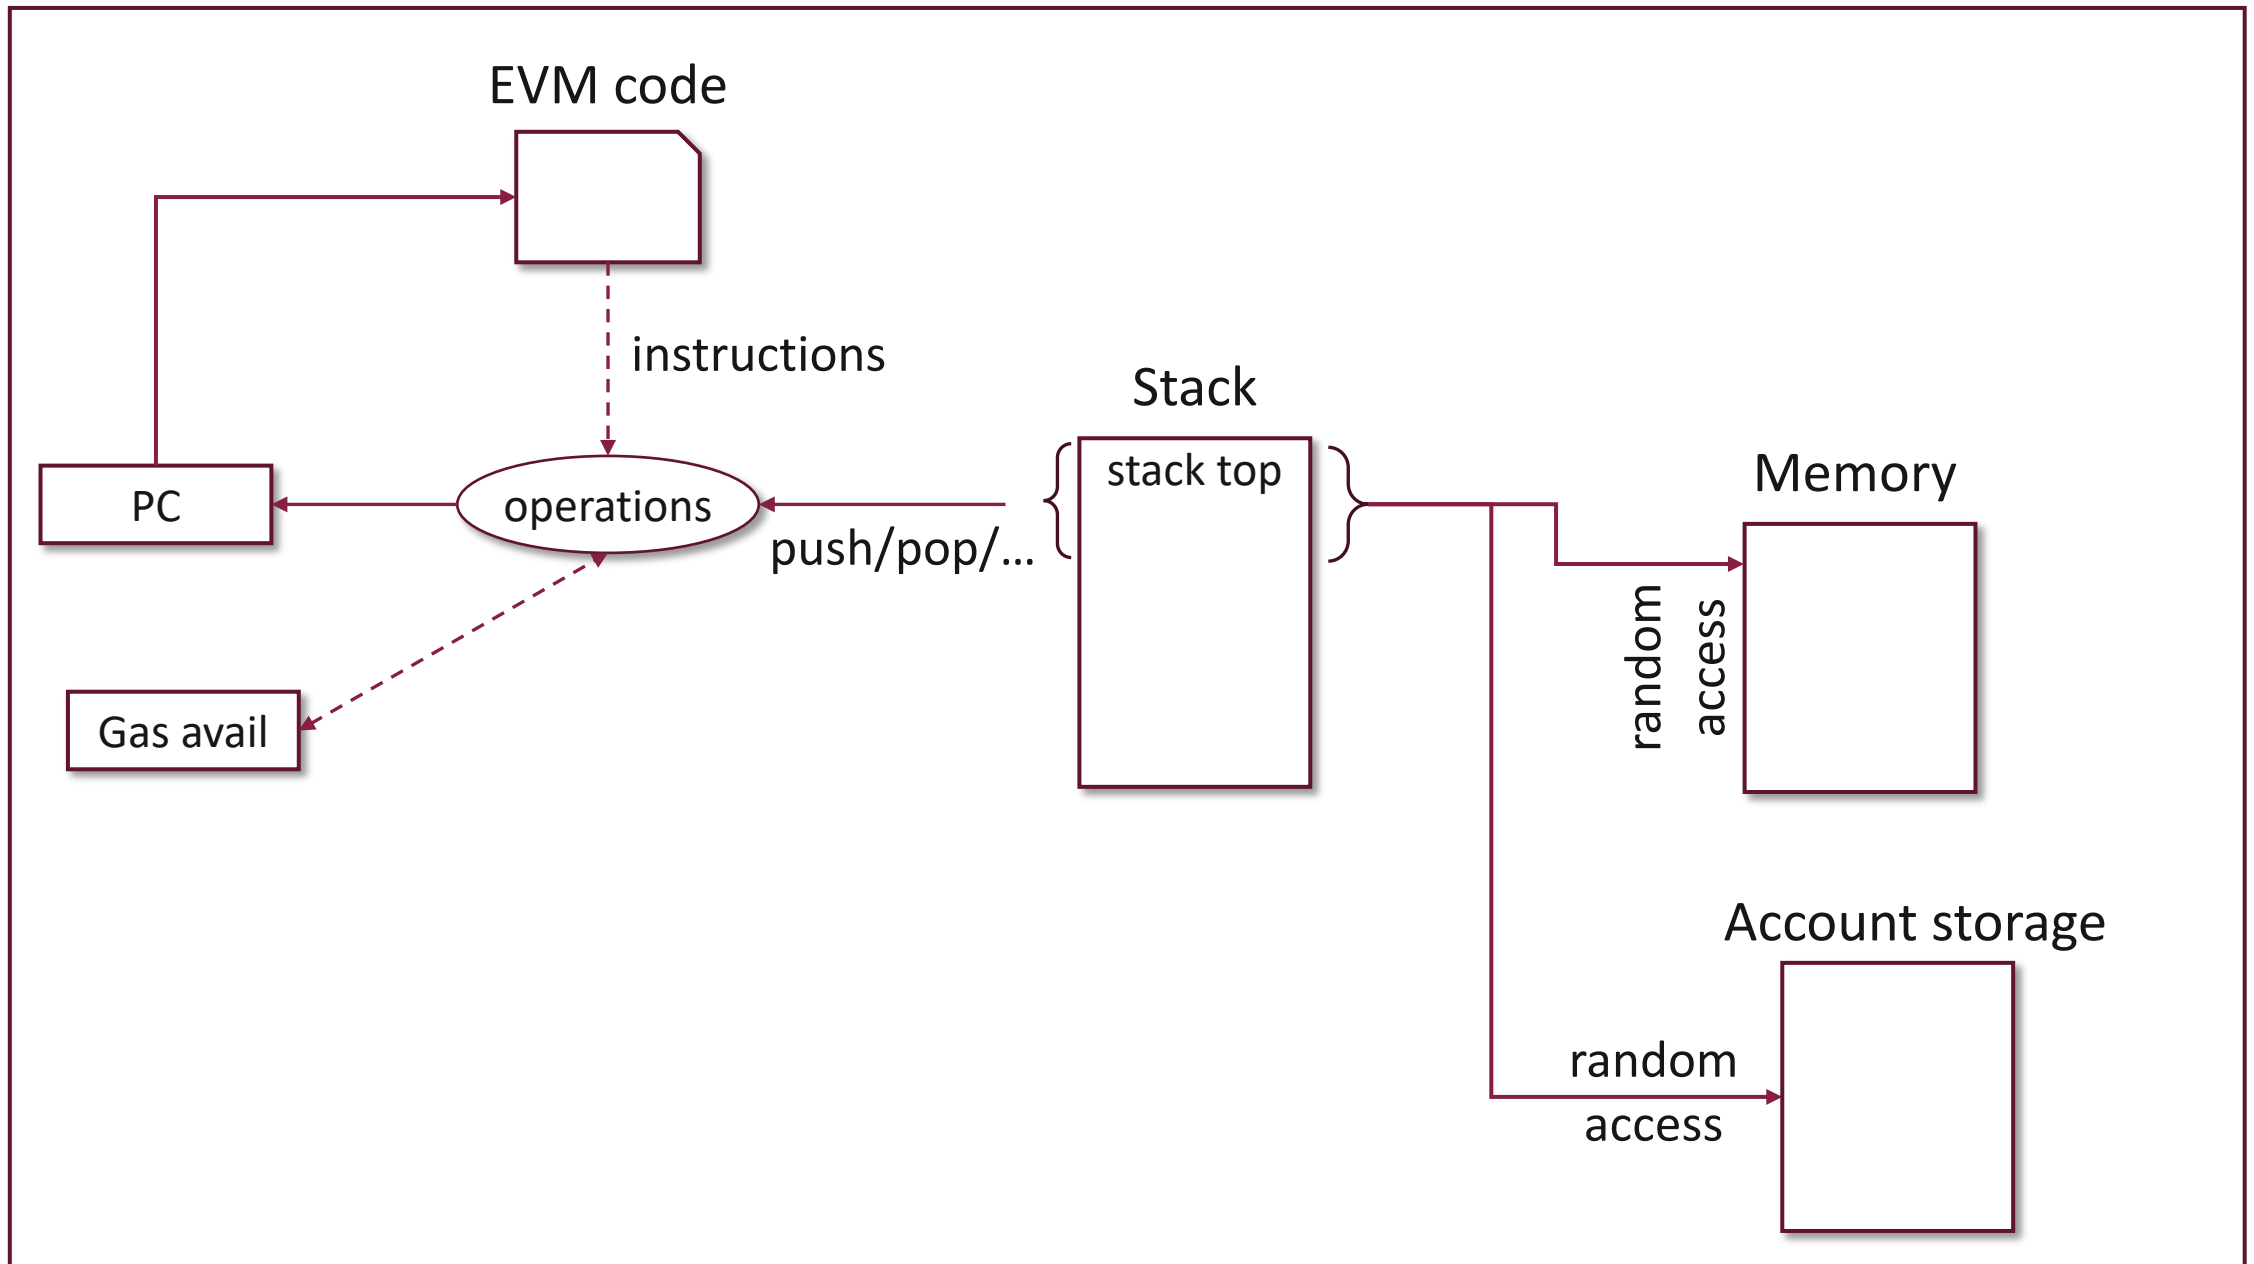 EVM code
instructions
Stack
stack top
PC
operations
push/pop/...
Gas avail
Memory
random
access
Account storage
random
access